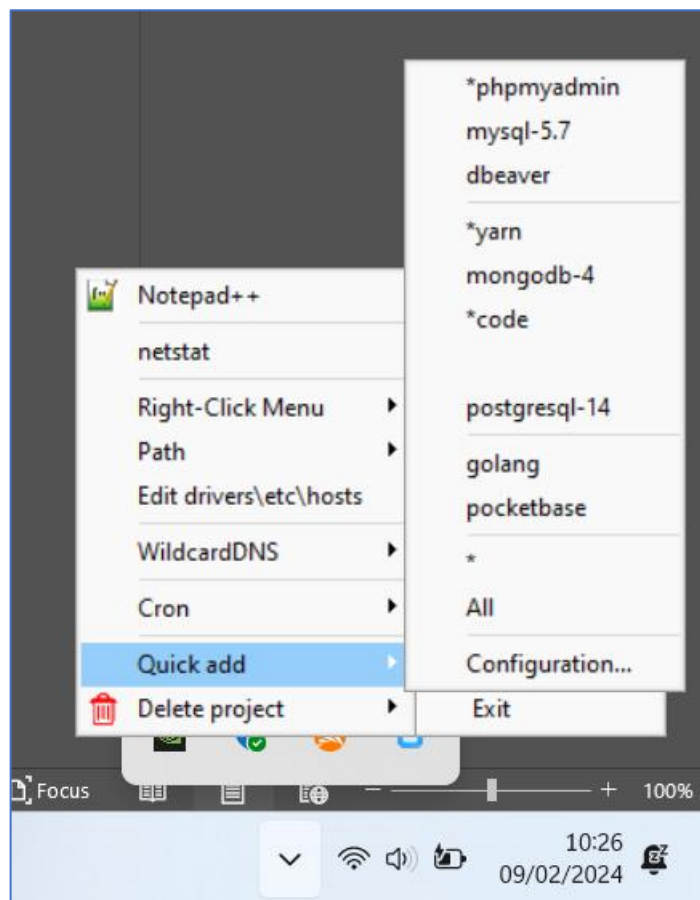 *phpmyadmin
mysql-5.7
dbeaver
*yarn
mongodb-4
*code
postgresql-14
golang
pocketbase
*
All
Configuration...
Exit
Notepad++
netstat
Right-Click Menu
Path
Edit drivers\etc\hosts
WildcardDNS
Cron
Quick add
Delete project
Focus
100%
10:26
09/02/2024